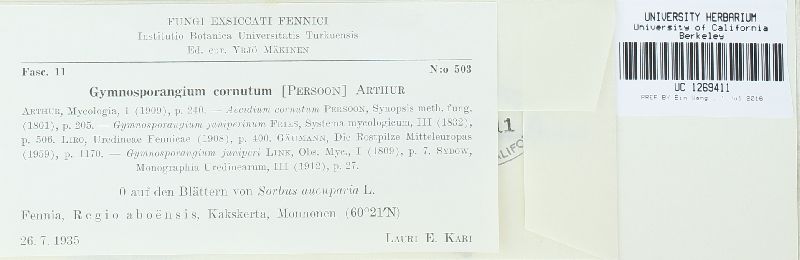 FUNGI EXSICCATI FENNICI
Institutio Botanica Universitatis Turkuensis
Ed. cur. YRJÖ MÄKINEN
Fasc. 11 N:o 503
Gymnosporangium cornutum [PERSOON] ARTHUR
ARTHUR, Mycologia, I (1909), p. 240. — Aecidium cornutum PERSOON, Synopsis meth. fung.
(1801), p. 205. — Gymnosporangium juniperinum FRIES, Systema mycologicum, III (1832),
p. 506. LIRO, Uredineae Fennicae (1908), p. 400. GÄUMANN, Die Rostpilze Mitteleuropas
(1959), p. 1170. — Gymnosporangium juniperi LINK, Obs. Myc., I (1809), p. 7. SYDOW,
Monographia Uredinearum, III (1912), p. 27.
0 auf den Blättern von Sorbus aucuparia L.
Fennia, Regio aboënsis, Kakskerta, Monnonen (60°21′N)
26. 7. 1935 LAURI E. KARI
UNIVERSITY HERBARIUM
University of California
Berkeley
UC 1269411
2016